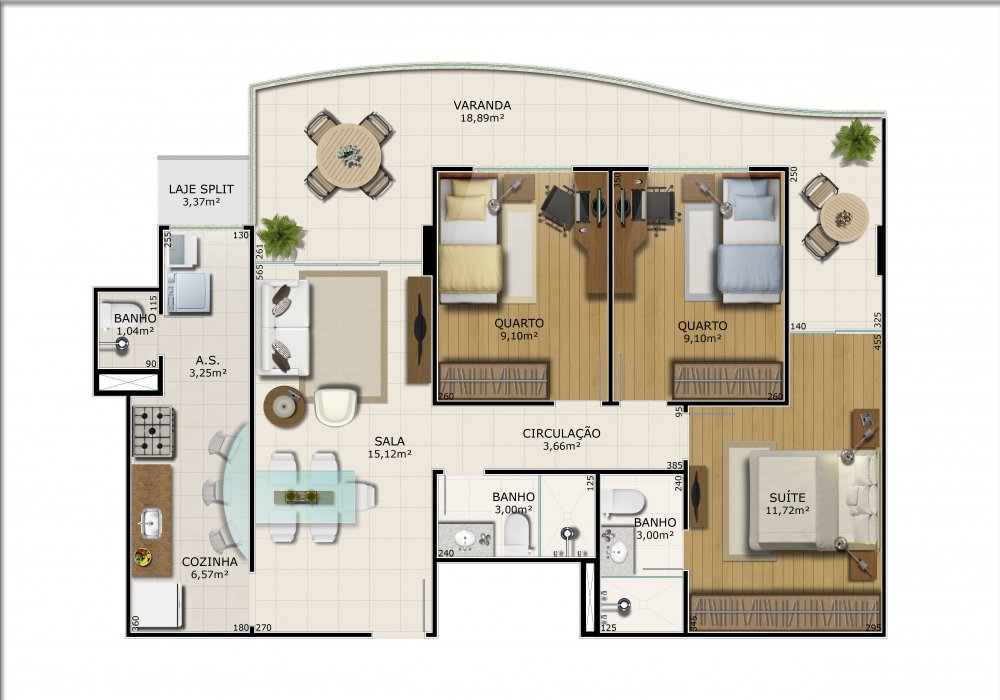 VARANDA
18,89m²
LAJE SPLIT
3,37m²
255
130
261
565
350
250
140
325
455
BANHO
1,04m²
115
90
A.S.
3,25m²
QUARTO
9,10m²
260
QUARTO
9,10m²
260
SALA
15,12m²
CIRCULAÇÃO
3,66m²
95
385
BANHO
3,00m²
125
240
BANHO
3,00m²
240
125
SUÍTE
11,72m²
345
295
COZINHA
6,57m²
360
180
270